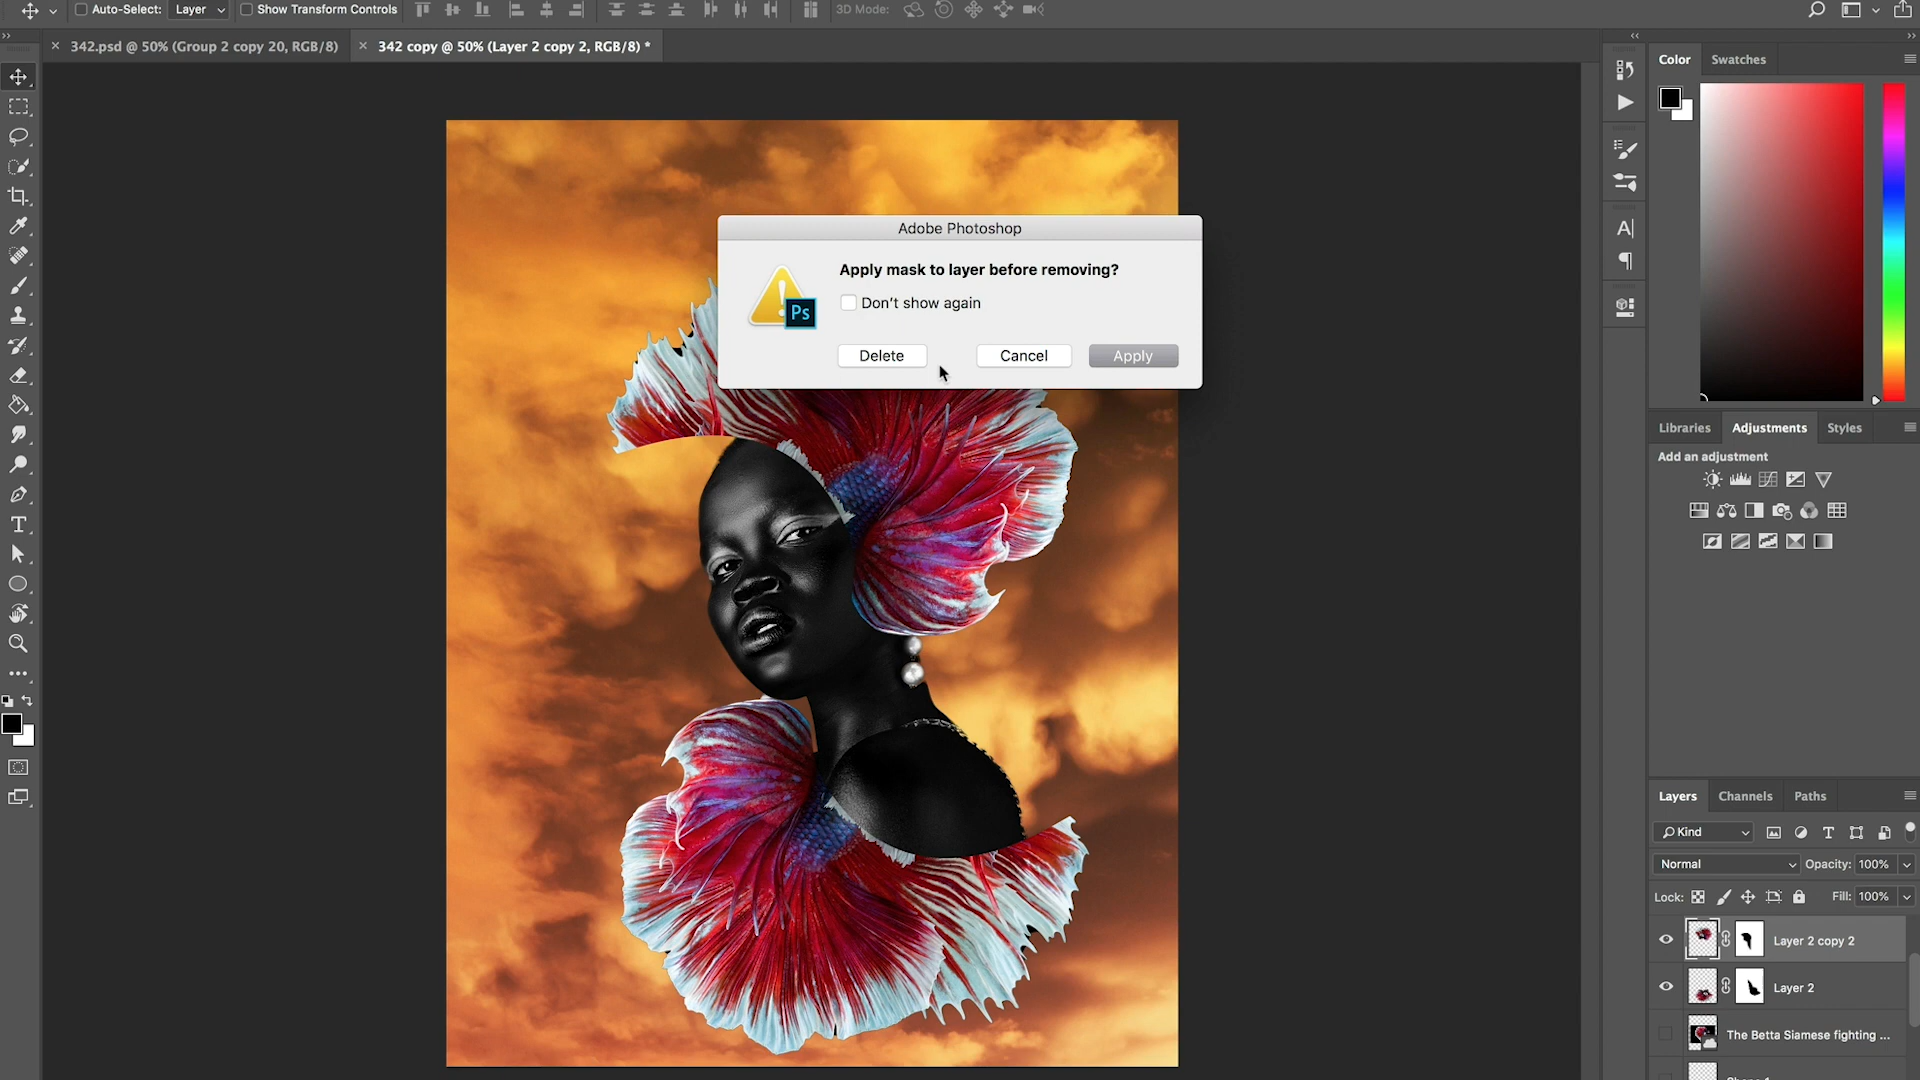 Auto-Select: Layer Show Transform Controls 3D Mode:
342.psd @ 50% (Group 2 copy 20, RGB/8)
342 copy @ 50% (Layer 2 copy 2, RGB/8) *
Color Swatches
Adobe Photoshop
Apply mask to layer before removing?
Don't show again
Ps
Delete Cancel Apply
Libraries Adjustments Styles
Add an adjustment
Layers Channels Paths
Kind
Normal Opacity: 100%
Lock: Fill: 100%
Layer 2 copy 2
Layer 2
The Betta Siamese fighting ...